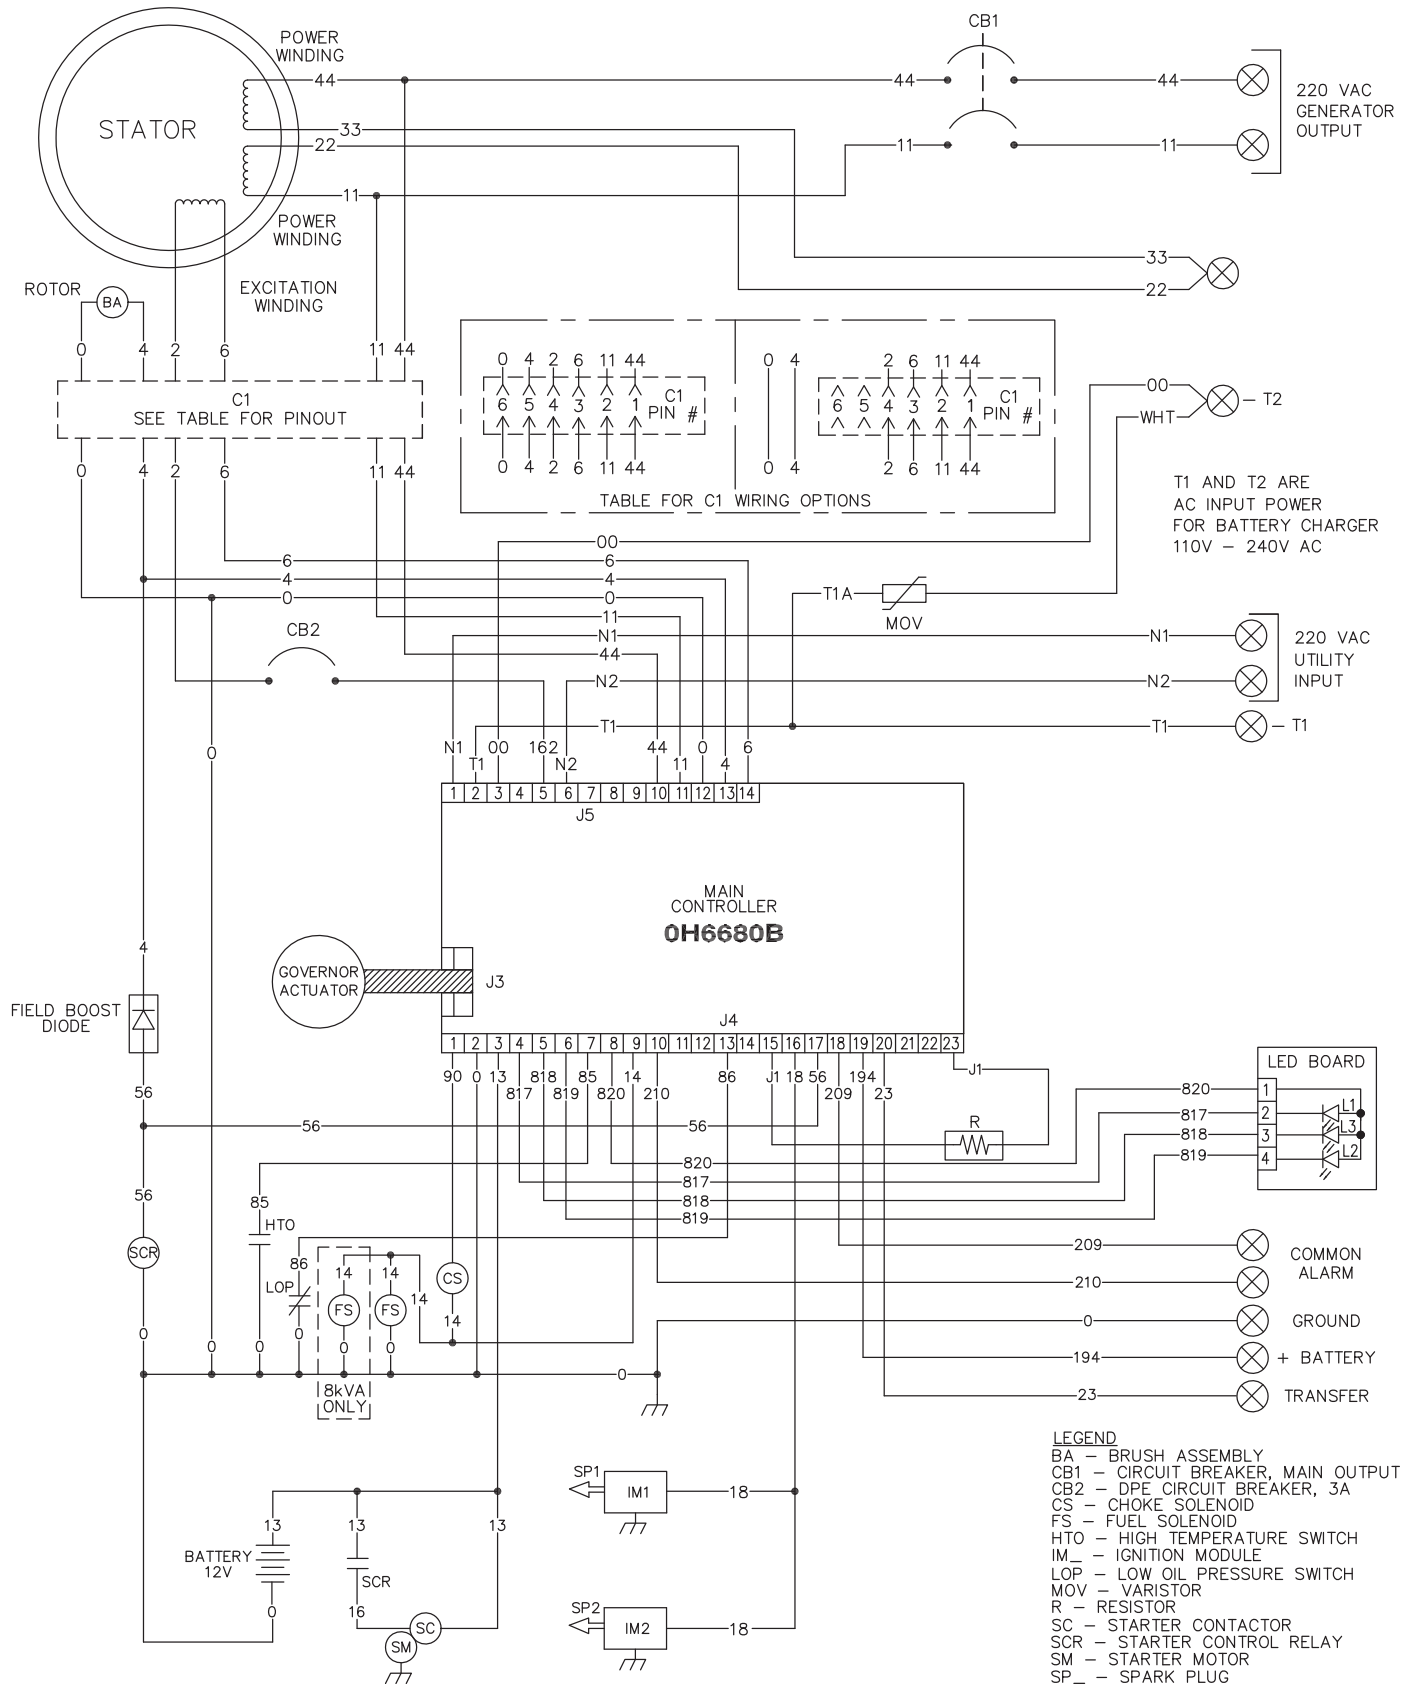 CB1
POWER
WINDING
44 44 44
220 VAC
GENERATOR
OUTPUT
STATOR
33
22
11 11
11
POWER
WINDING
33
22
ROTOR
BA
EXCITATION
WINDING
0 4 2 6 11 44
C1
SEE TABLE FOR PINOUT
0 4 2 6 11 44
0 4 2 6 11 44
6 5 4 3 2 1
C1
PIN #
0 4 2 6 11 44
0 4
2 6 11 44
6 5 4 3 2 1
C1
PIN #
0 4
2 6 11 44
TABLE FOR C1 WIRING OPTIONS
00
WHT
– T2
T1 AND T2 ARE
AC INPUT POWER
FOR BATTERY CHARGER
110V – 240V AC
00
6 6
4 4
0 0
11
N1 N1
44
N2 N2
T1 T1 – T1
T1A
MOV
220 VAC
UTILITY
INPUT
CB2
0
N1 T1 00 162 N2 44 11 0 4 6
1 2 3 4 5 6 7 8 9 10 11 12 13 14
J5
MAIN
CONTROLLER
0H6680B
GOVERNOR
ACTUATOR
J3
J4
4
FIELD BOOST
DIODE
56
1 2 3 4 5 6 7 8 9 10 11 12 13 14 15 16 17 18 19 20 21 22 23
90 0 13 817 818 819 85 820 14 210 86 J1 18 56 209 194 23 J1
R
LED BOARD
820 1
817 2 L1
818 3 L3
819 4 L2
56 56
820
817
818
819
56
SCR
0
85
HTO
0
86
LOP
0
14 14 14
FS FS
0 0
8kVA
ONLY
CS
14
0
0
209
210
COMMON
ALARM
0 GROUND
194 + BATTERY
23 TRANSFER
13 13 13
BATTERY
12V
0
SCR
16
SC
SM
SP1
IM1
18
SP2
IM2
18
LEGEND
BA – BRUSH ASSEMBLY
CB1 – CIRCUIT BREAKER, MAIN OUTPUT
CB2 – DPE CIRCUIT BREAKER, 3A
CS – CHOKE SOLENOID
FS – FUEL SOLENOID
HTO – HIGH TEMPERATURE SWITCH
IM_ – IGNITION MODULE
LOP – LOW OIL PRESSURE SWITCH
MOV – VARISTOR
R – RESISTOR
SC – STARTER CONTACTOR
SCR – STARTER CONTROL RELAY
SM – STARTER MOTOR
SP_ – SPARK PLUG